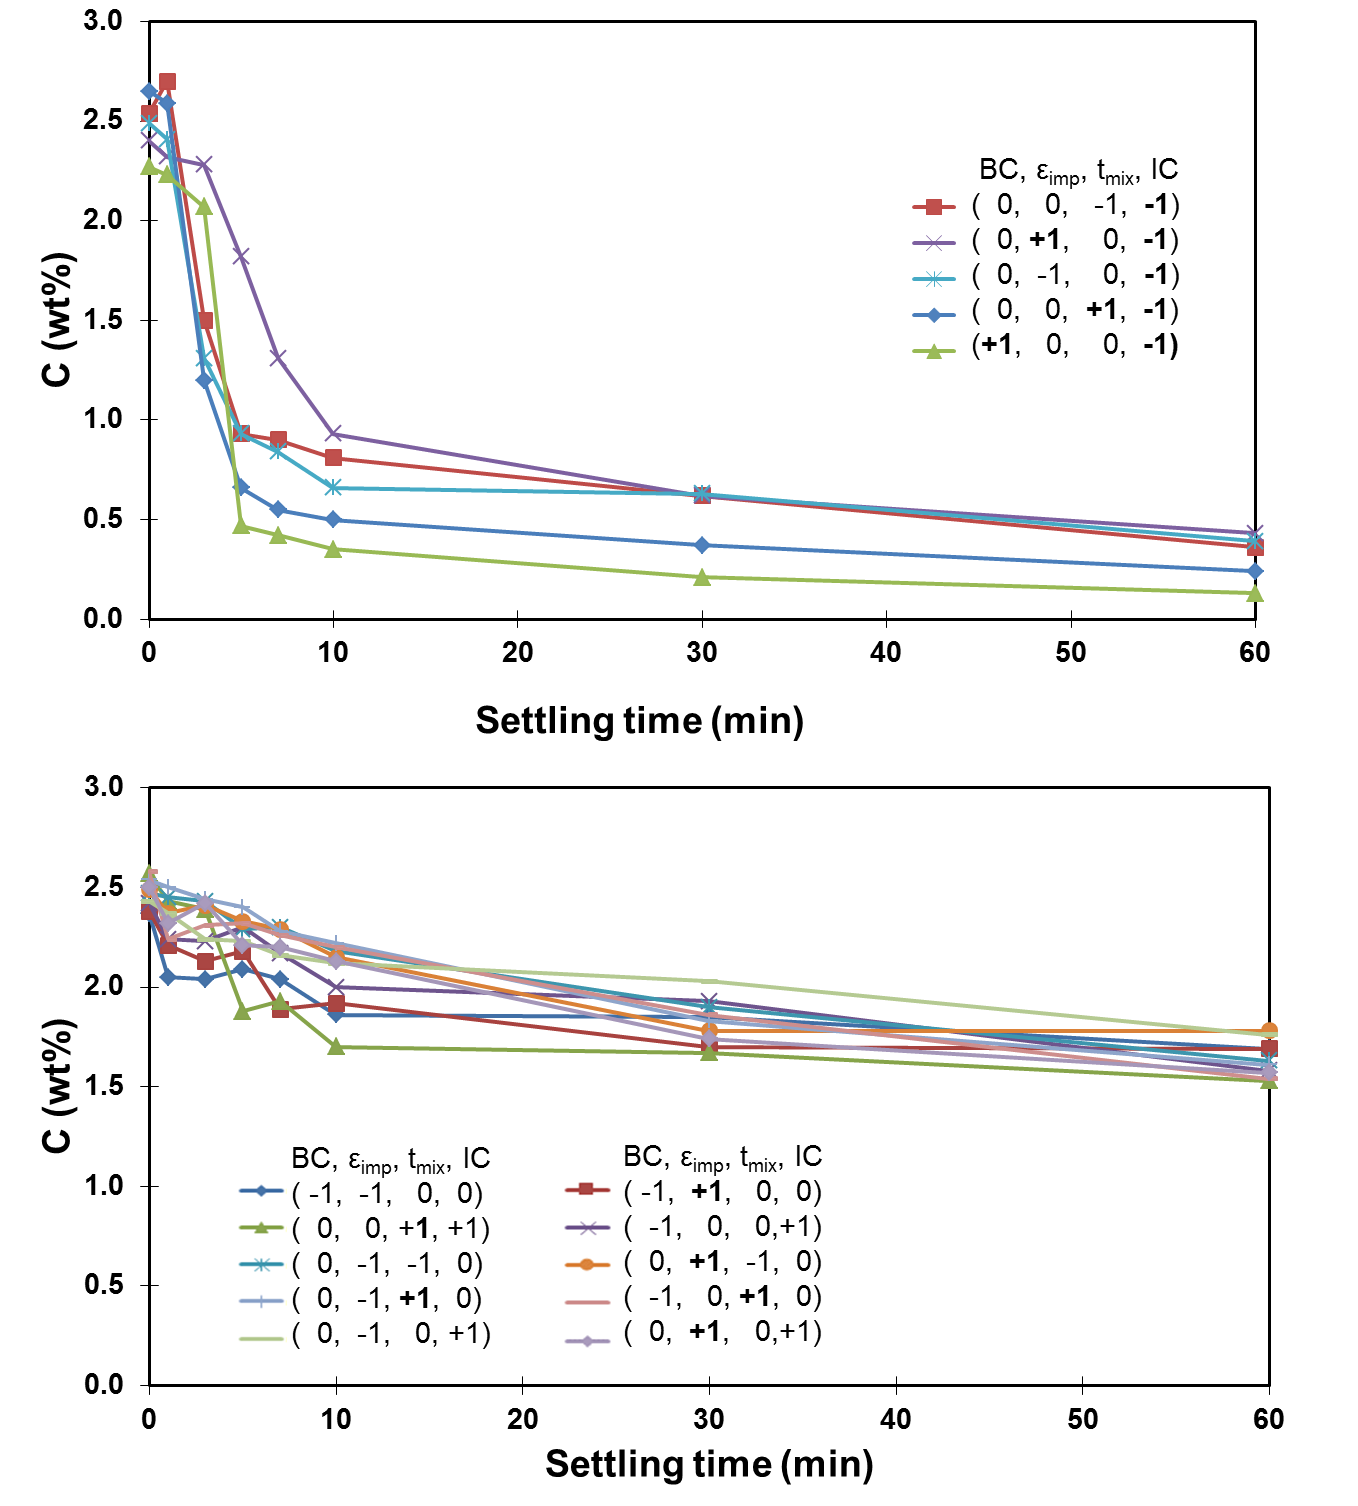 3.0
2.5
2.0
1.5
1.0
0.5
0.0
C (wt%)
BC, εimp, tmix, IC
( 0, 0, -1, -1)
( 0, +1, 0, -1)
( 0, -1, 0, -1)
( 0, 0, +1, -1)
(+1, 0, 0, -1)
0 10 20 30 40 50 60
Settling time (min)
3.0
2.5
2.0
1.5
1.0
0.5
0.0
C (wt%)
BC, εimp, tmix, IC
( -1, -1, 0, 0)
( 0, 0, +1, +1)
( 0, -1, -1, 0)
( 0, -1, +1, 0)
( 0, -1, 0, +1)
BC, εimp, tmix, IC
( -1, +1, 0, 0)
( -1, 0, 0,+1)
( 0, +1, -1, 0)
( -1, 0, +1, 0)
( 0, +1, 0,+1)
0 10 20 30 40 50 60
Settling time (min)